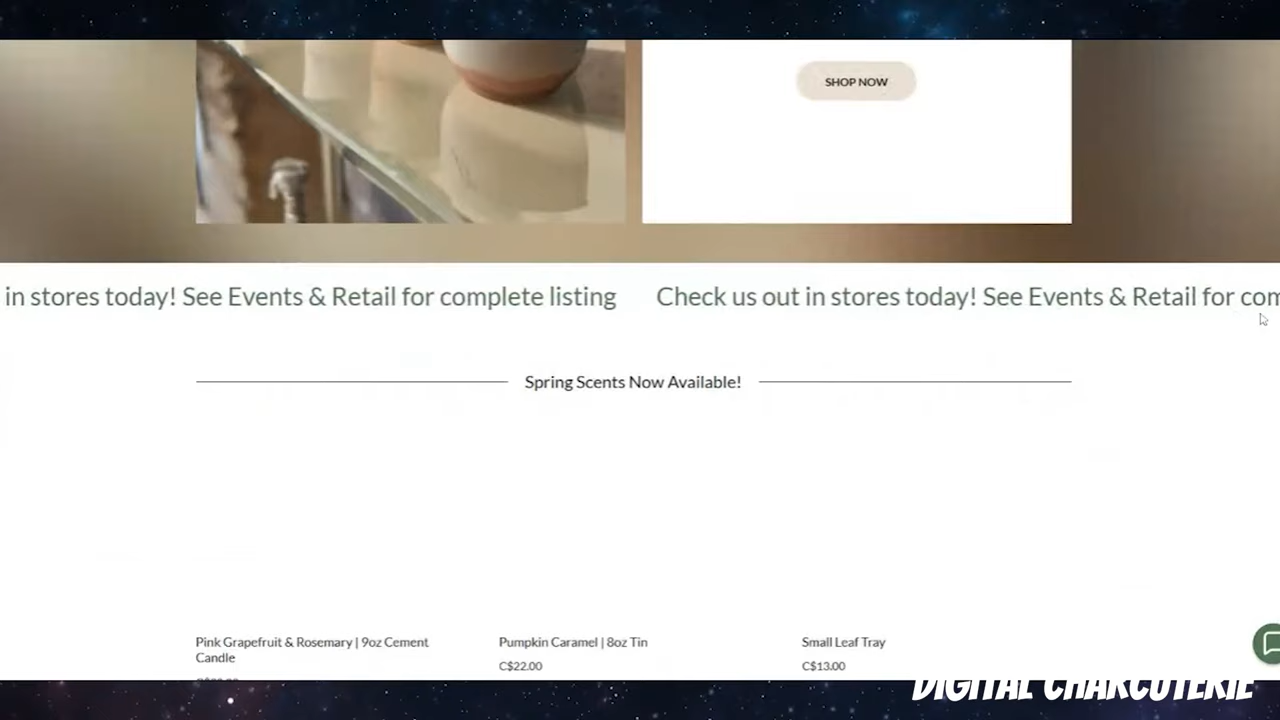 SHOP NOW
in stores today! See Events & Retail for complete listing Check us out in stores today! See Events & Retail for com
Spring Scents Now Available!
Pink Grapefruit & Rosemary | 9oz Cement
Candle
Pumpkin Caramel | 8oz Tin
C$22.00
Small Leaf Tray
C$13.00
DIGITAL CHARCUTERIE